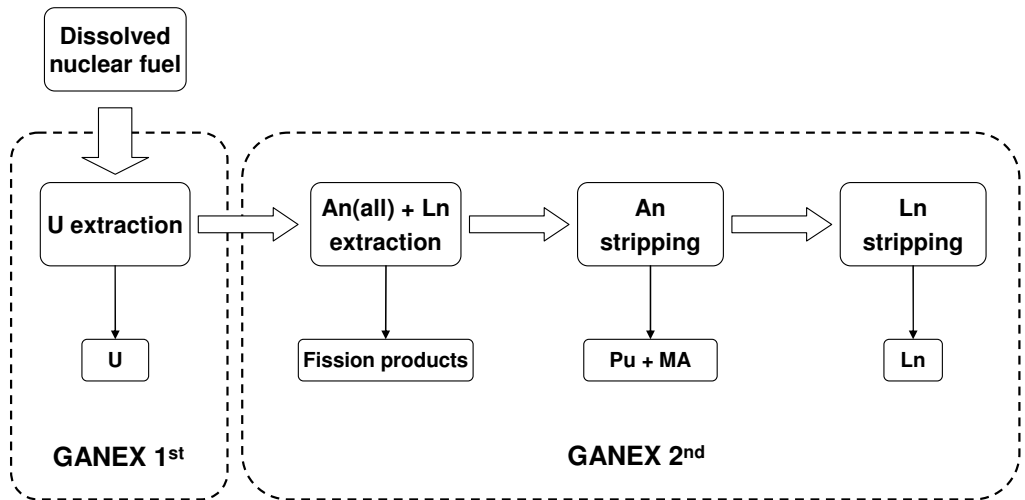 Dissolved
nuclear fuel
U extraction
An(all) + Ln
extraction
An
stripping
Ln
stripping
U
Fission products
Pu + MA
Ln
GANEX 1st
GANEX 2nd